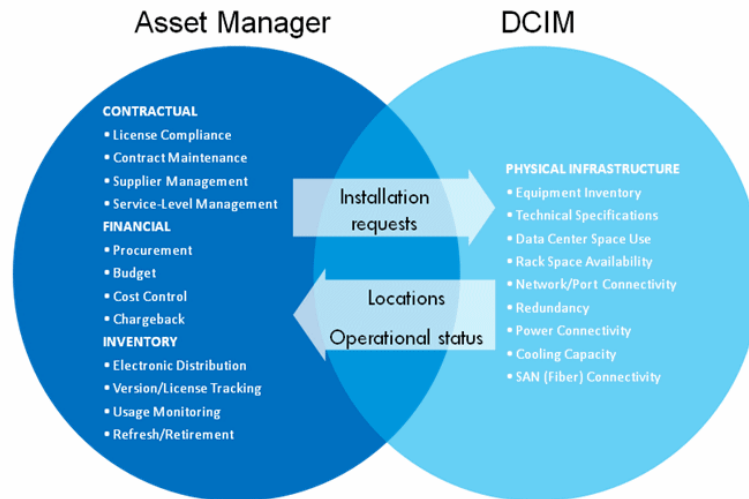 Asset Manager
DCIM
CONTRACTUAL
• License Compliance
• Contract Maintenance
• Supplier Management
• Service-Level Management
FINANCIAL
• Procurement
• Budget
• Cost Control
• Chargeback
INVENTORY
• Electronic Distribution
• Version/License Tracking
• Usage Monitoring
• Refresh/Retirement
Installation
requests
Locations
Operational status
PHYSICAL INFRASTRUCTURE
• Equipment Inventory
• Technical Specifications
• Data Center Space Use
• Rack Space Availability
• Network/Port Connectivity
• Redundancy
• Power Connectivity
• Cooling Capacity
• SAN (Fiber) Connectivity